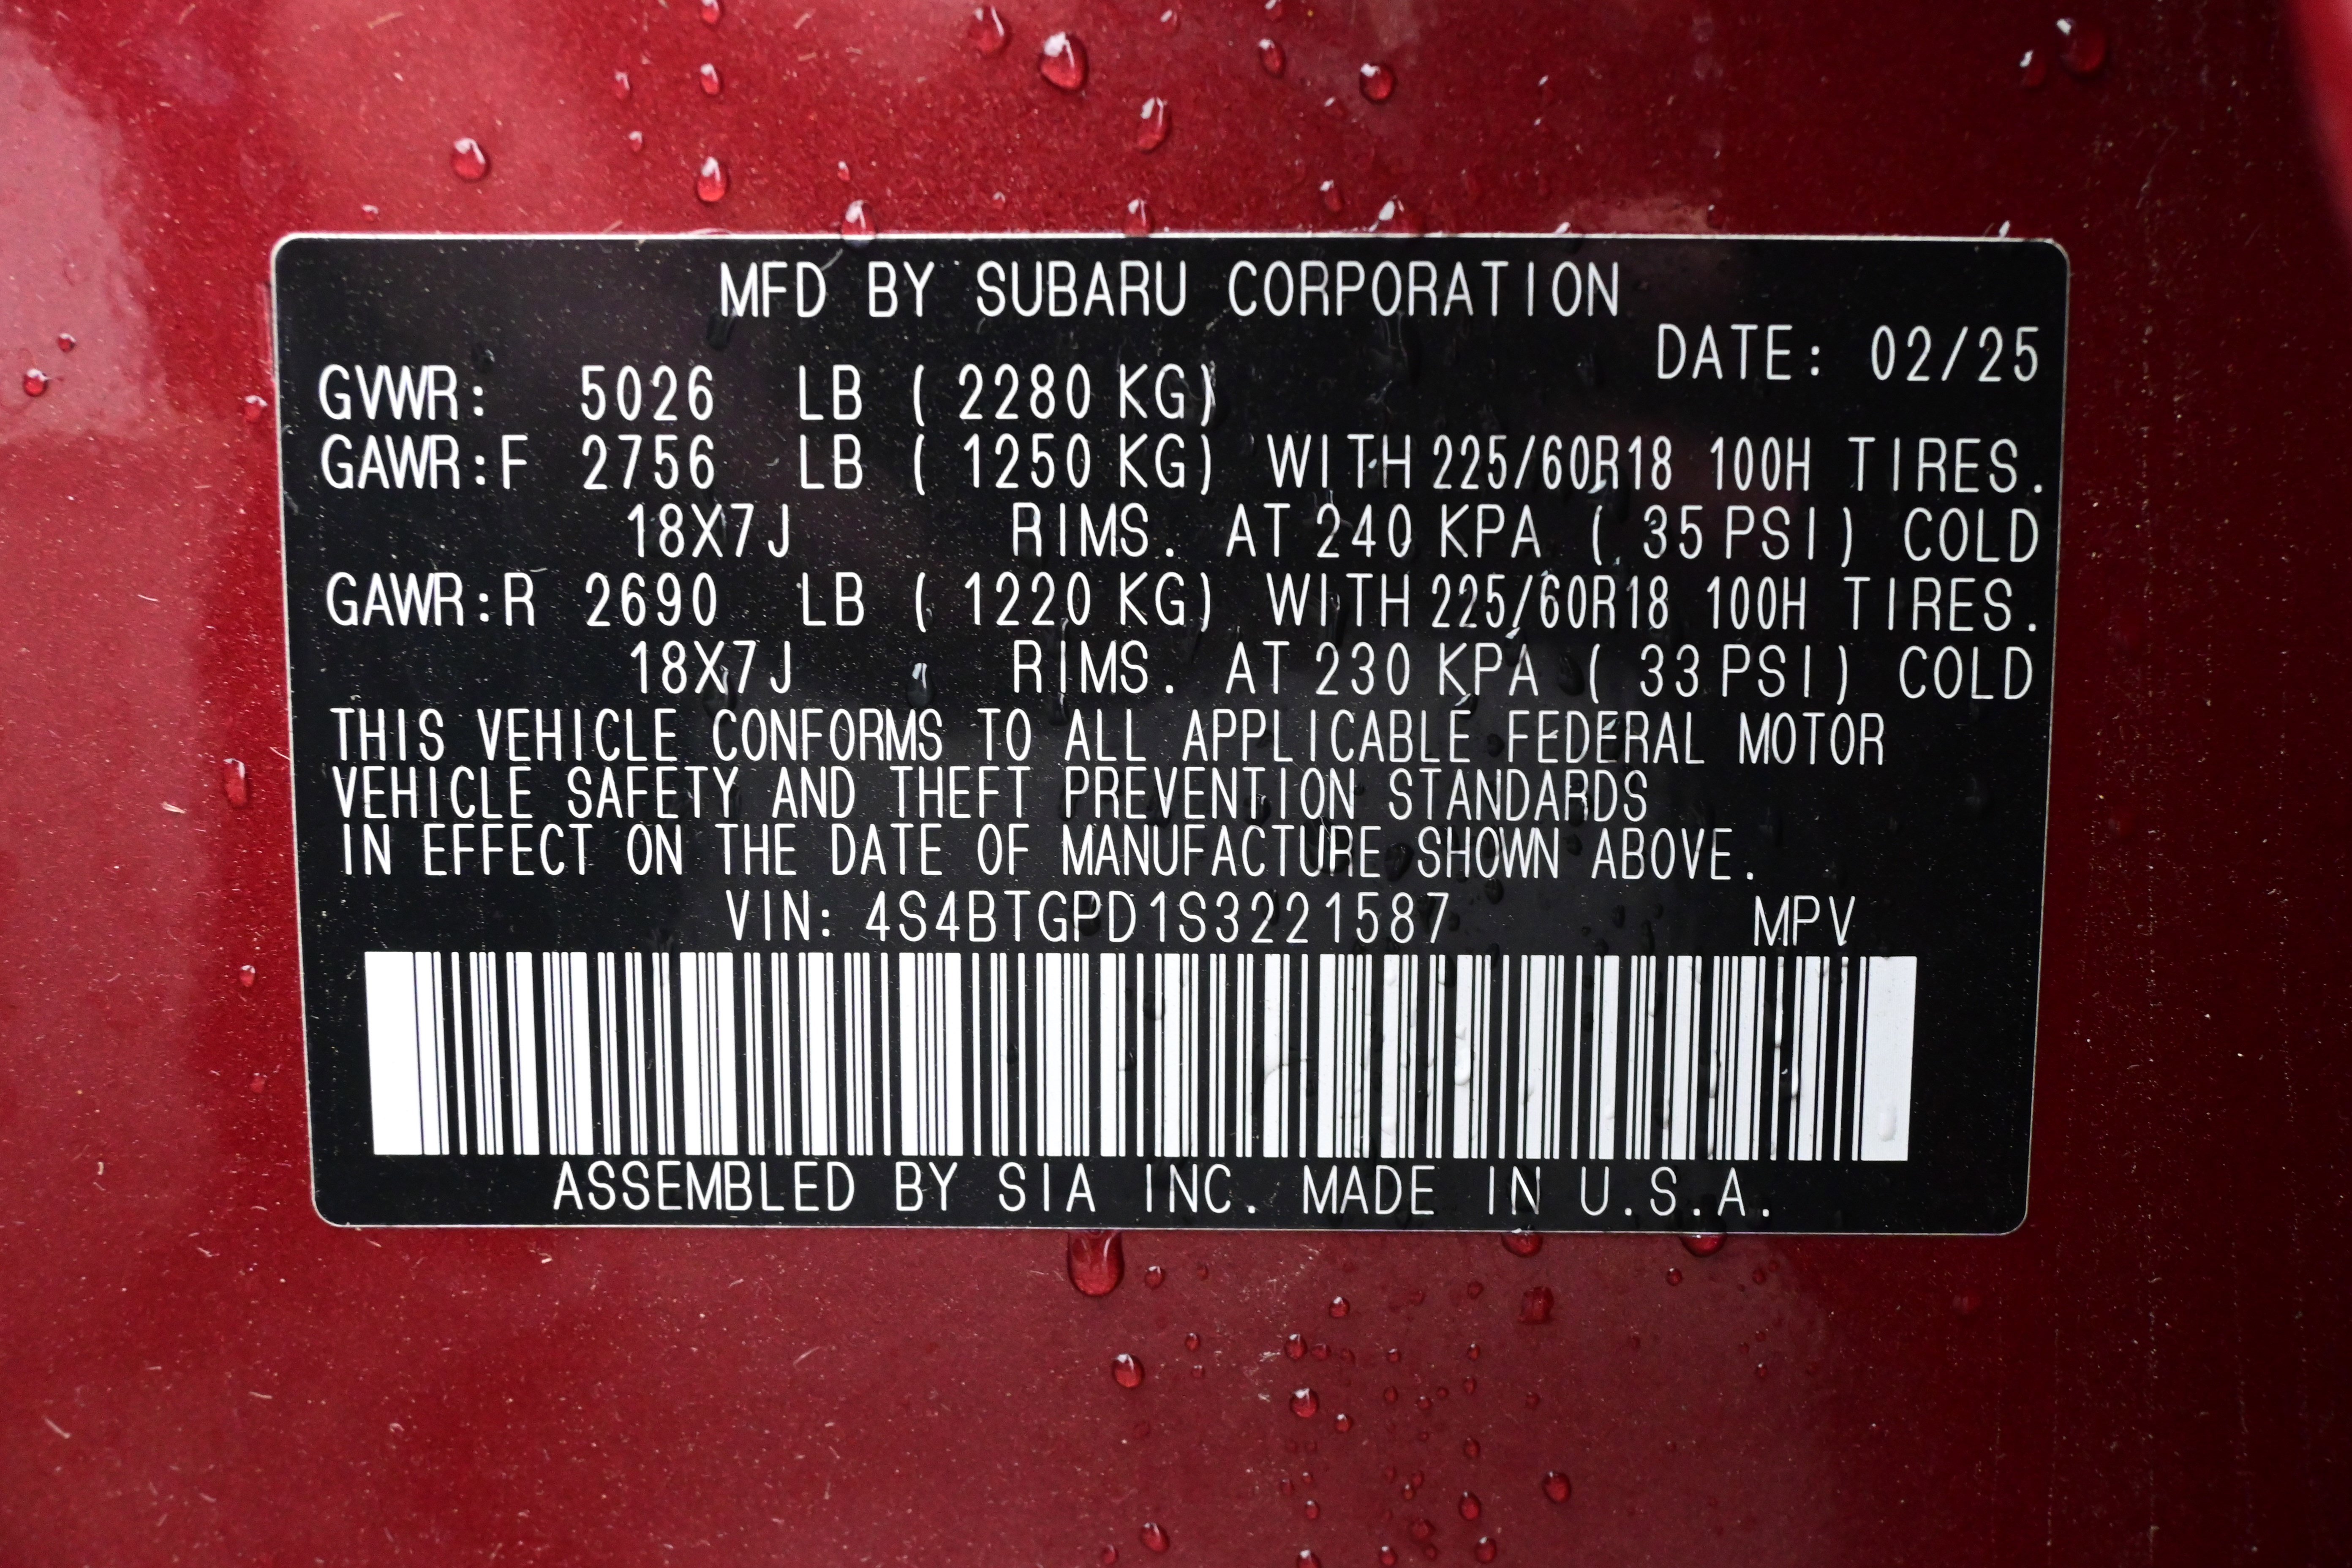 MFD BY SUBARU CORPORATION
DATE: 02/25
GVWR: 5026 LB ( 2280 KG)
GAWR:F 2756 LB ( 1250 KG) WITH 225/60R18 100H TIRES.
18X7J RIMS. AT 240 KPA ( 35 PSI) COLD
GAWR:R 2690 LB ( 1220 KG) WITH 225/60R18 100H TIRES.
18X7J RIMS. AT 230 KPA ( 33 PSI) COLD
THIS VEHICLE CONFORMS TO ALL APPLICABLE FEDERAL MOTOR
VEHICLE SAFETY AND THEFT PREVENTION STANDARDS
IN EFFECT ON THE DATE OF MANUFACTURE SHOWN ABOVE.
VIN: 4S4BTGPD1S3221587 MPV
ASSEMBLED BY SIA INC. MADE IN U.S.A.